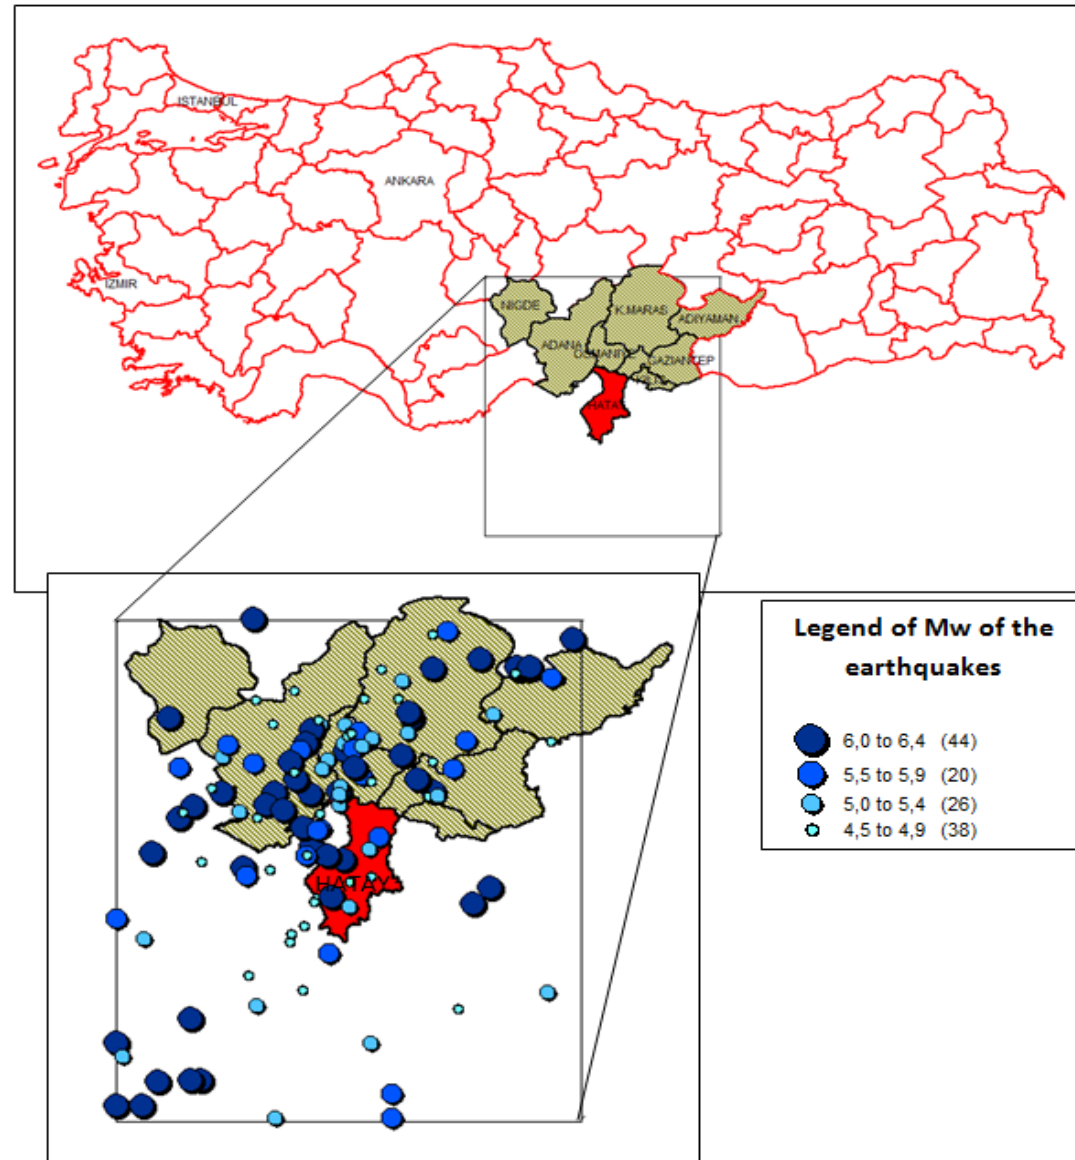 ISTANBUL
ANKARA
IZMIR
NIGDE
K.MARAS
ADIYAMAN
ADANA
OSMANIYE
GAZIANTEP
HATAY
Legend of Mw of the
earthquakes
6,0 to 6,4 (44)
5,5 to 5,9 (20)
5,0 to 5,4 (26)
4,5 to 4,9 (38)
HATAY